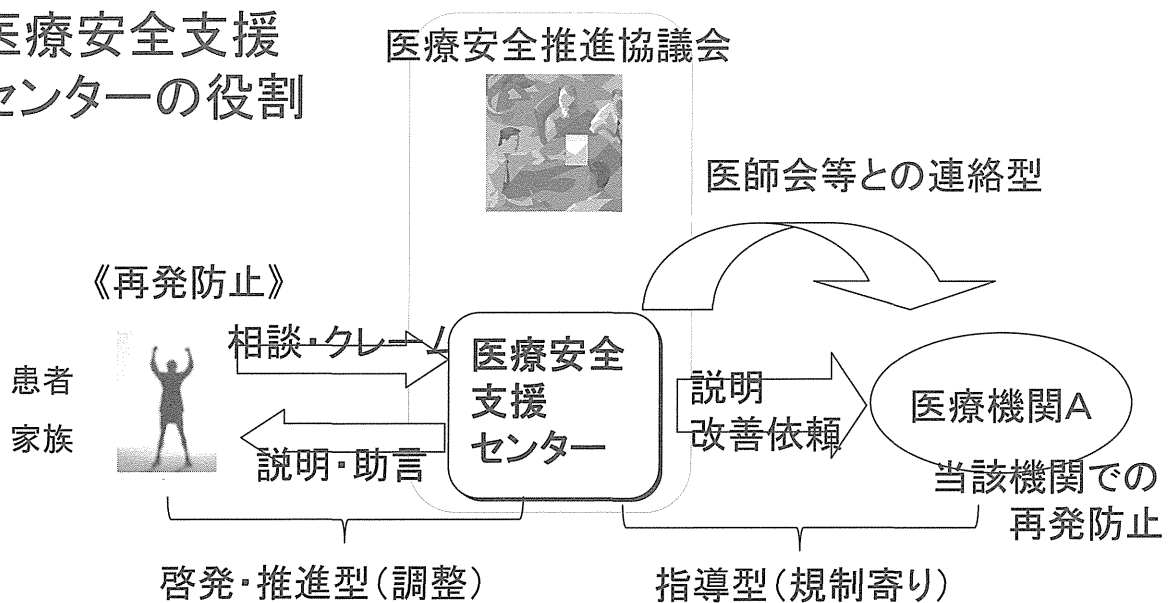 医療安全支援
センターの役割
医療安全推進協議会
医師会等との連絡型
《再発防止》
相談・クレーム
患者
家族
説明・助言
医療安全
支援
センター
説明
改善依頼
医療機関A
当該機関での
再発防止
啓発・推進型(調整)
指導型(規制寄り)